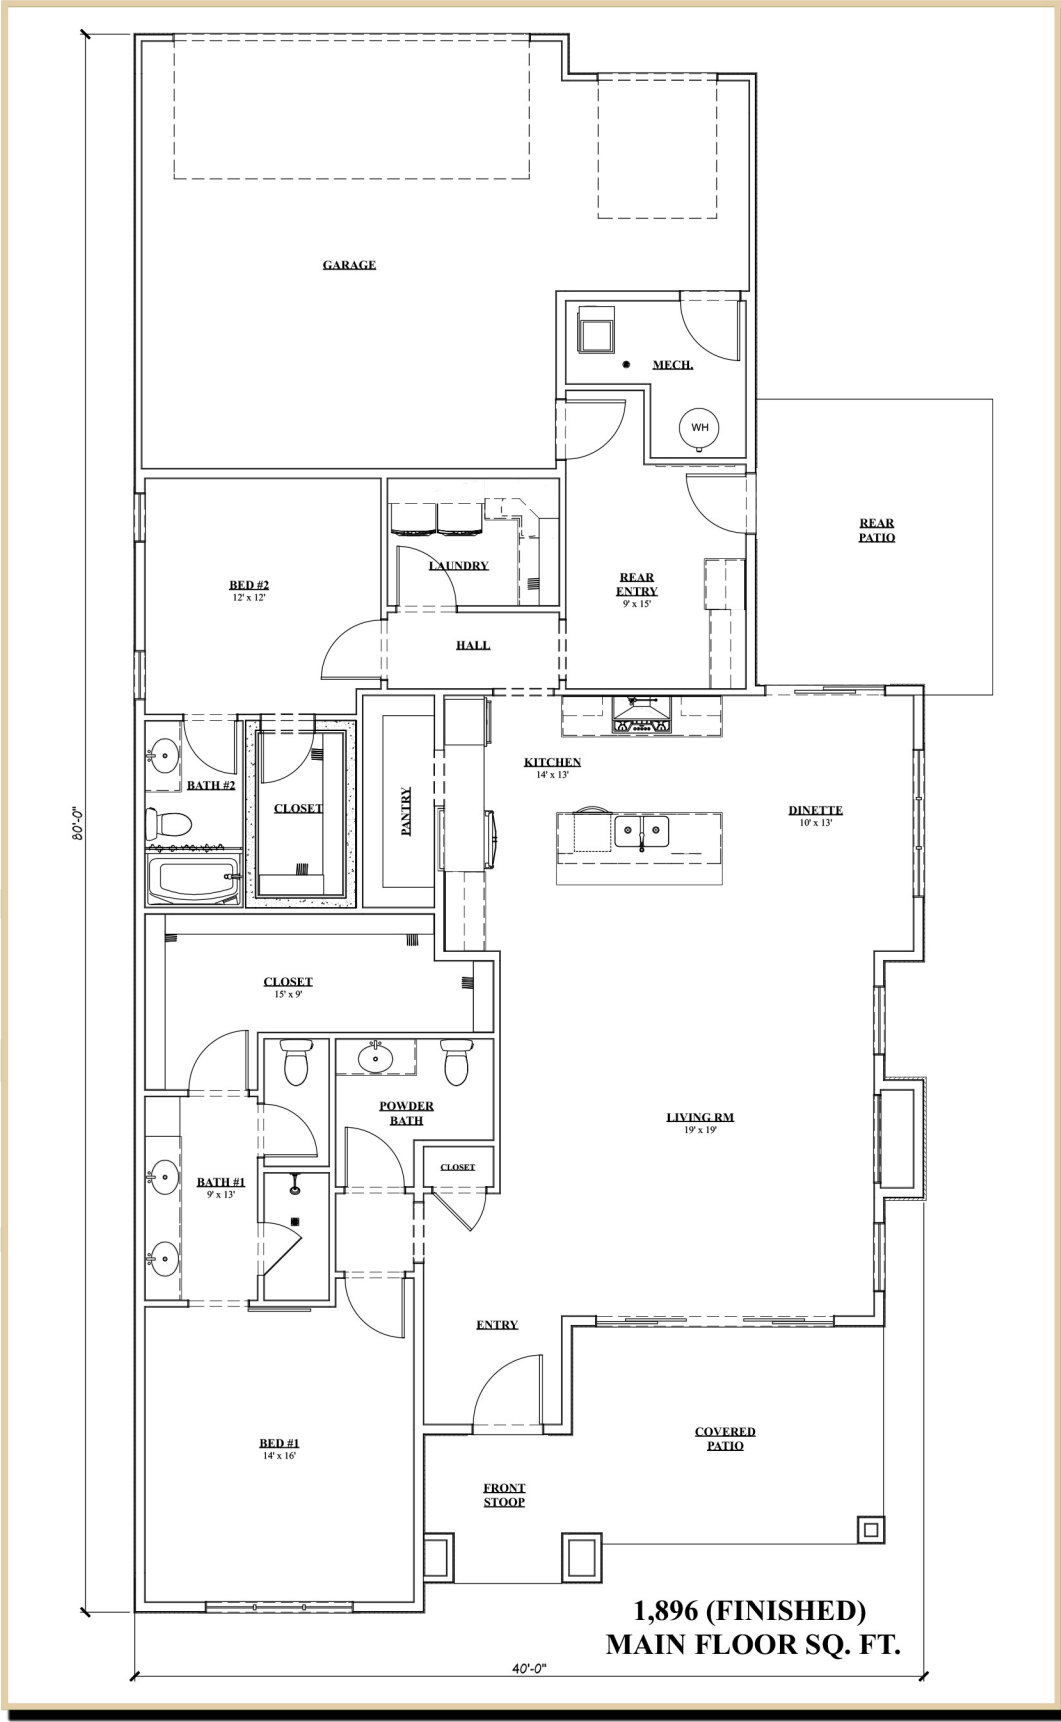 GARAGE
MECH.
WH
REAR
PATIO
LAUNDRY
BED #2
12' x 12'
REAR
ENTRY
9' x 15'
HALL
KITCHEN
14' x 13'
BATH #2
CLOSET
PANTRY
DINETTE
10' x 13'
80'-0"
CLOSET
15' x 9'
POWDER
BATH
LIVING RM
19' x 19'
CLOSET
BATH #1
9' x 13'
ENTRY
BED #1
14' x 16'
COVERED
PATIO
FRONT
STOOP
1,896 (FINISHED)
MAIN FLOOR SQ. FT.
40'-0"